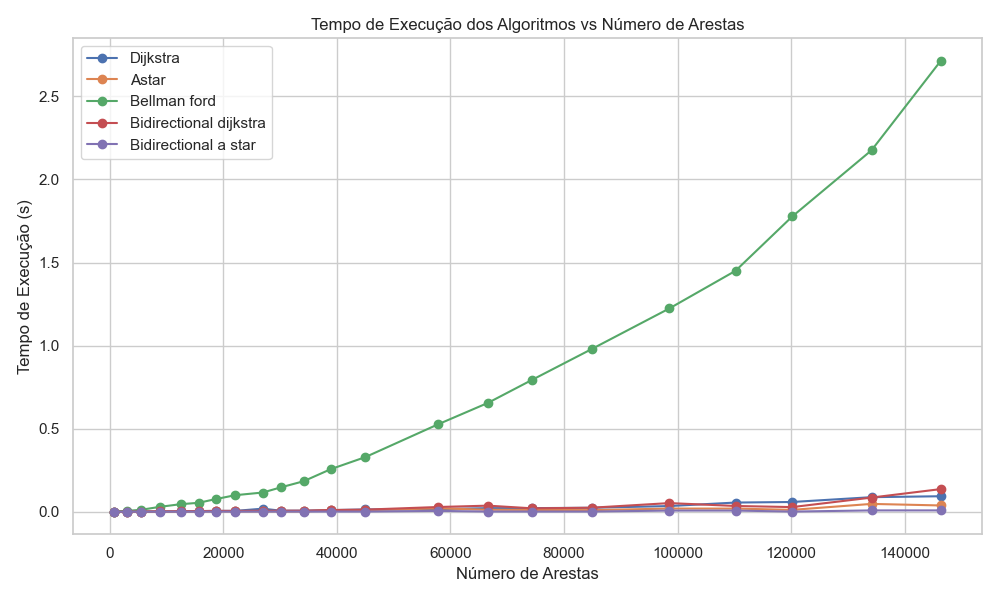 Tempo de Execução dos Algoritmos vs Número de Arestas
Dijkstra
Astar
Bellman ford
Bidirectional dijkstra
Bidirectional a star
Tempo de Execução (s)
2.5
2.0
1.5
1.0
0.5
0.0
0
20000
40000
60000
80000
100000
120000
140000
Número de Arestas